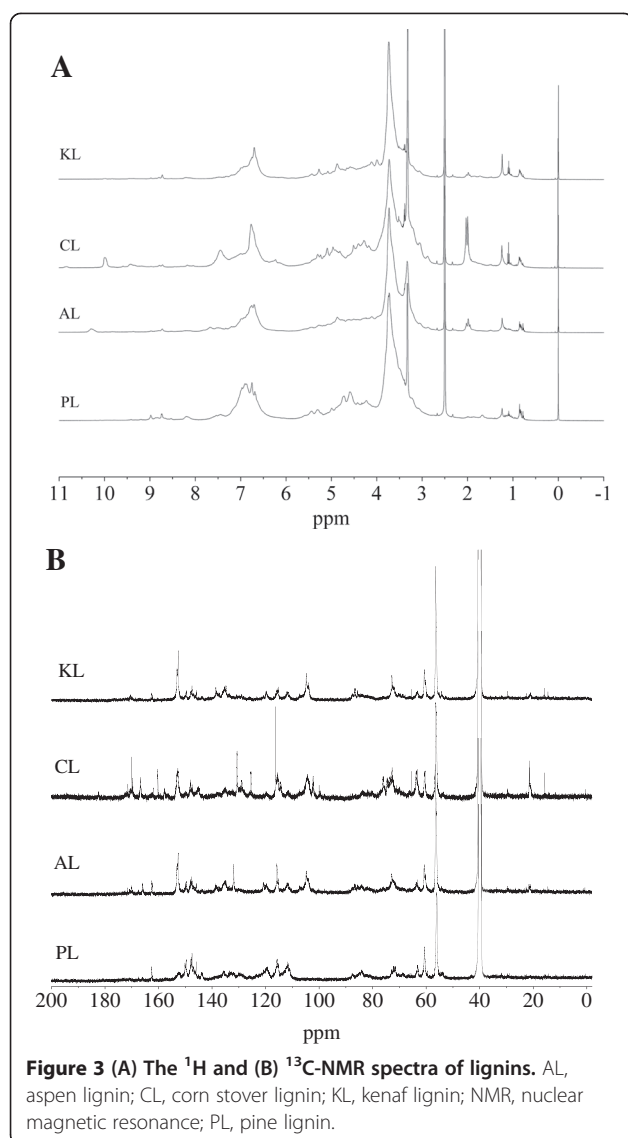 A
KL
CL
AL
PL
11 10 9 8 7 6 5 4 3 2 1 0 -1
ppm
B
KL
CL
AL
PL
200 180 160 140 120 100 80 60 40 20 0
ppm
Figure 3 (A) The ¹H and (B) ¹³C-NMR spectra of lignins. AL,
aspen lignin; CL, corn stover lignin; KL, kenaf lignin; NMR, nuclear
magnetic resonance; PL, pine lignin.